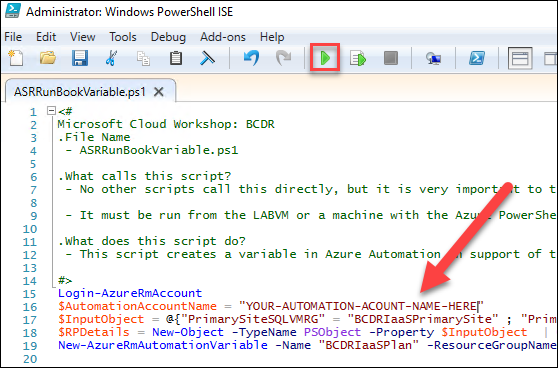 Administrator: Windows PowerShell ISE
File Edit View Tools Debug Add-ons Help
ASRRunBookVariable.ps1 X
1 <#
2 Microsoft Cloud Workshop: BCDR
3 .File Name
4 - ASRRunBookVariable.ps1
5
6 .What calls this script?
7 - No other scripts call this directly, but it is very important to t
8
9 - It must be run from the LABVM or a machine with the Azure PowerShel
10
11 .What does this script do?
12 - This script creates a variable in Azure Automation in support of t
13
14 #>
15 Login-AzureRmAccount
16 $AutomationAccountName = "YOUR-AUTOMATION-ACOUNT-NAME-HERE"
17 $InputObject = @{"PrimarySiteSQLVMRG" = "BCDRIaaSPrimarySite" ; "Prim
18 $RPDetails = New-Object -TypeName PSObject -Property $InputObject |
19 New-AzureRmAutomationVariable -Name "BCDRIaaSPlan" -ResourceGroupName
20